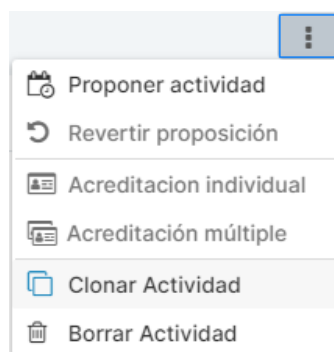 Proponer actividad
Revertir proposición
Acreditacion individual
Acreditación múltiple
Clonar Actividad
Borrar Actividad